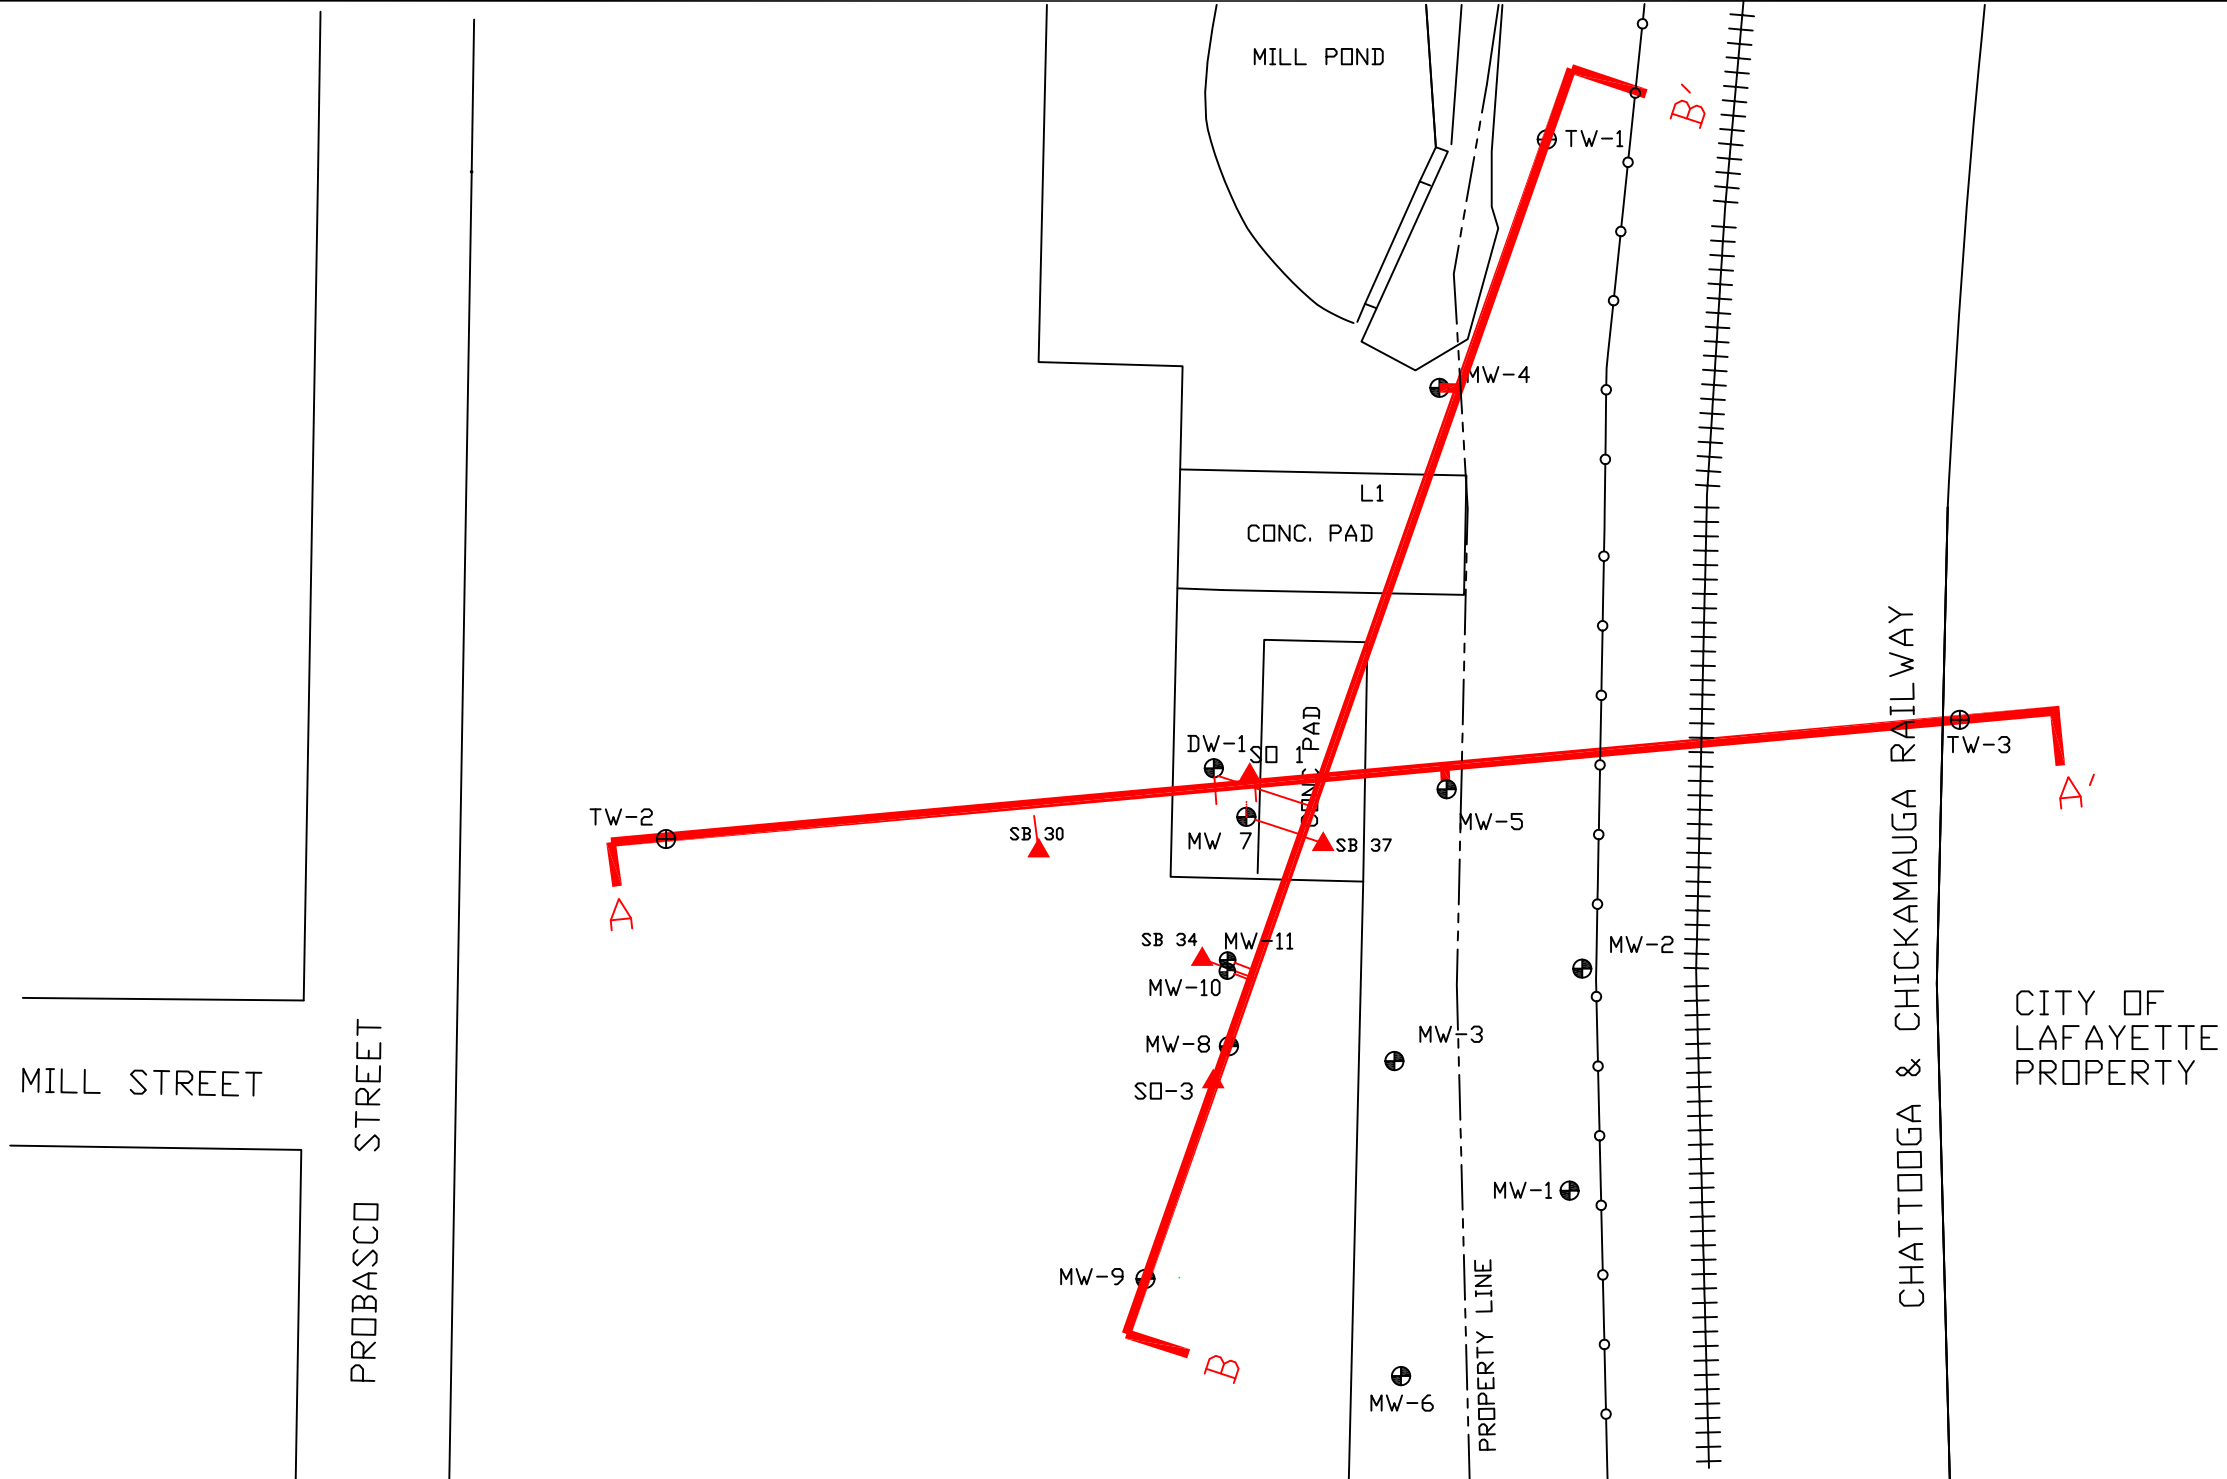 MILL POND
B'
TW-1
MW-4
L1
CONC. PAD
CONC. PAD
DW-1
SO 1
TW-3
A'
TW-2
SB 30
MW 7
SB 37
MW-5
A
SB 34
MW-11
MW-10
MW-2
MW-8
MW-3
SO-3
MILL STREET
PROBASCO STREET
CHATTOOGA & CHICKAMAUGA RAILWAY
CITY OF
LAFAYETTE
PROPERTY
MW-1
MW-9
PROPERTY LINE
B
MW-6